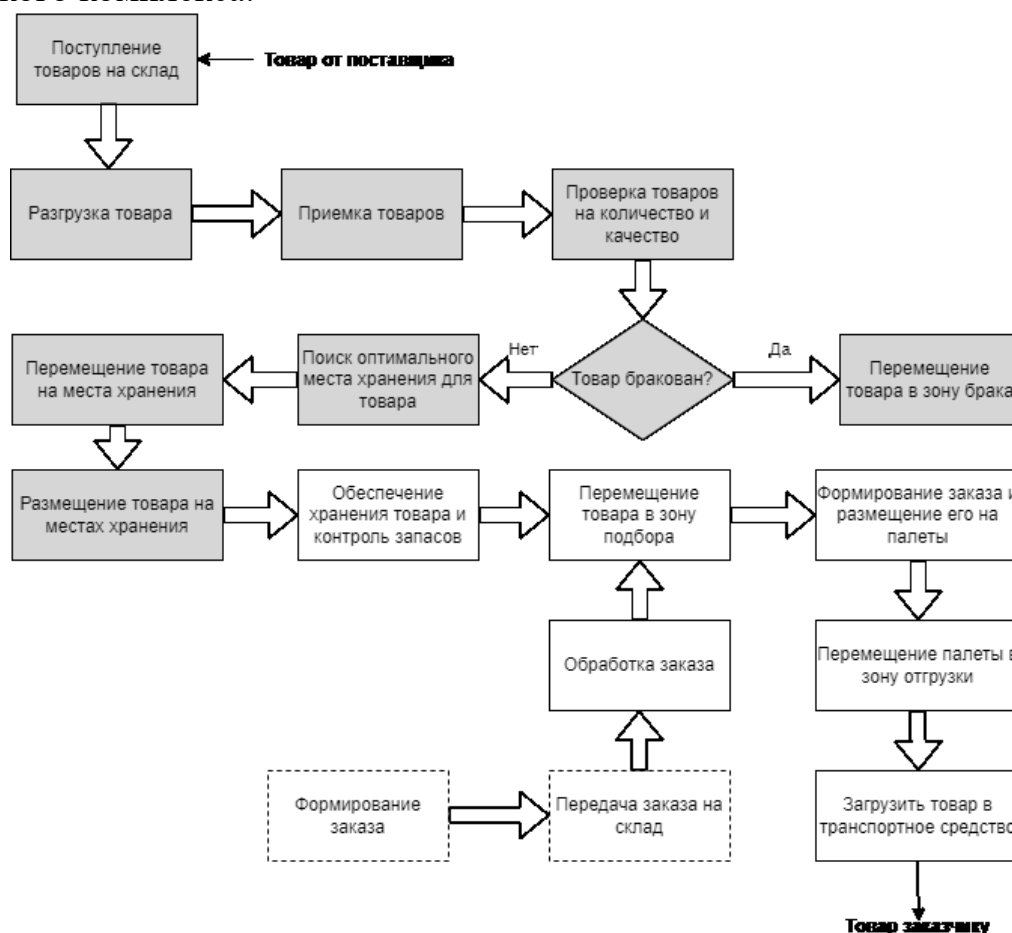 Поступление
товаров на склад
Товар от поставщика
Разгрузка товара
Приемка товаров
Проверка товаров
на количество и
качество
Перемещение товара
на места хранения
Поиск оптимального
места хранения для
товара
Нет
Товар бракован?
Да
Перемещение
товара в зону брака
Размещение товара на
местах хранения
Обеспечение
хранения товара и
контроль запасов
Перемещение
товара в зону
подбора
Формирование заказа и
размещение его на
палеты
Обработка заказа
Перемещение палеты в
зону отгрузки
Формирование
заказа
Передача заказа на
склад
Загрузить товар в
транспортное средство
Товар заказчику